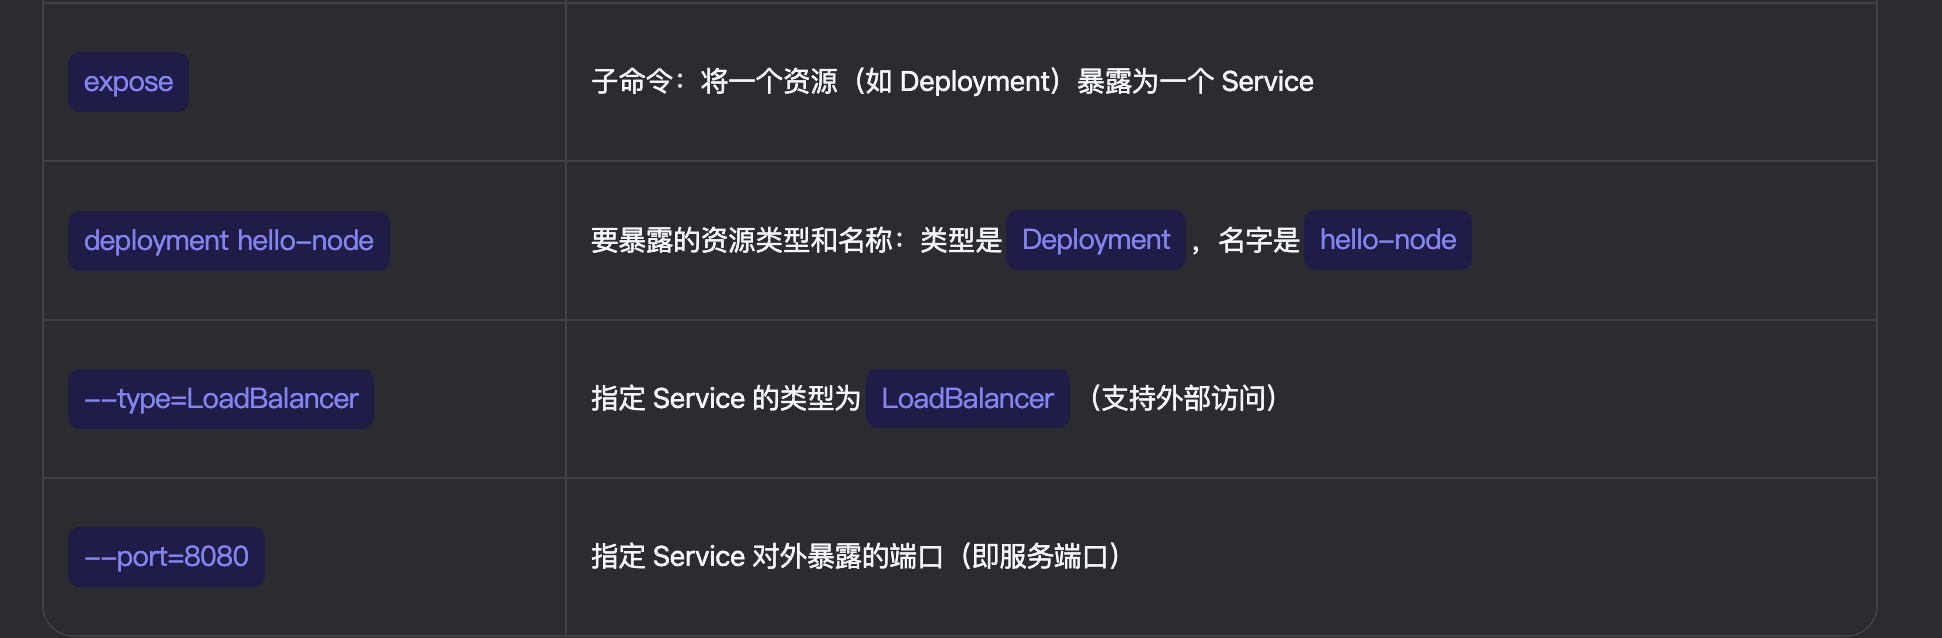 expose
子命令：将一个资源（如 Deployment）暴露为一个 Service
deployment hello-node
要暴露的资源类型和名称：类型是 Deployment ，名字是 hello-node
--type=LoadBalancer
指定 Service 的类型为 LoadBalancer （支持外部访问）
--port=8080
指定 Service 对外暴露的端口（即服务端口）